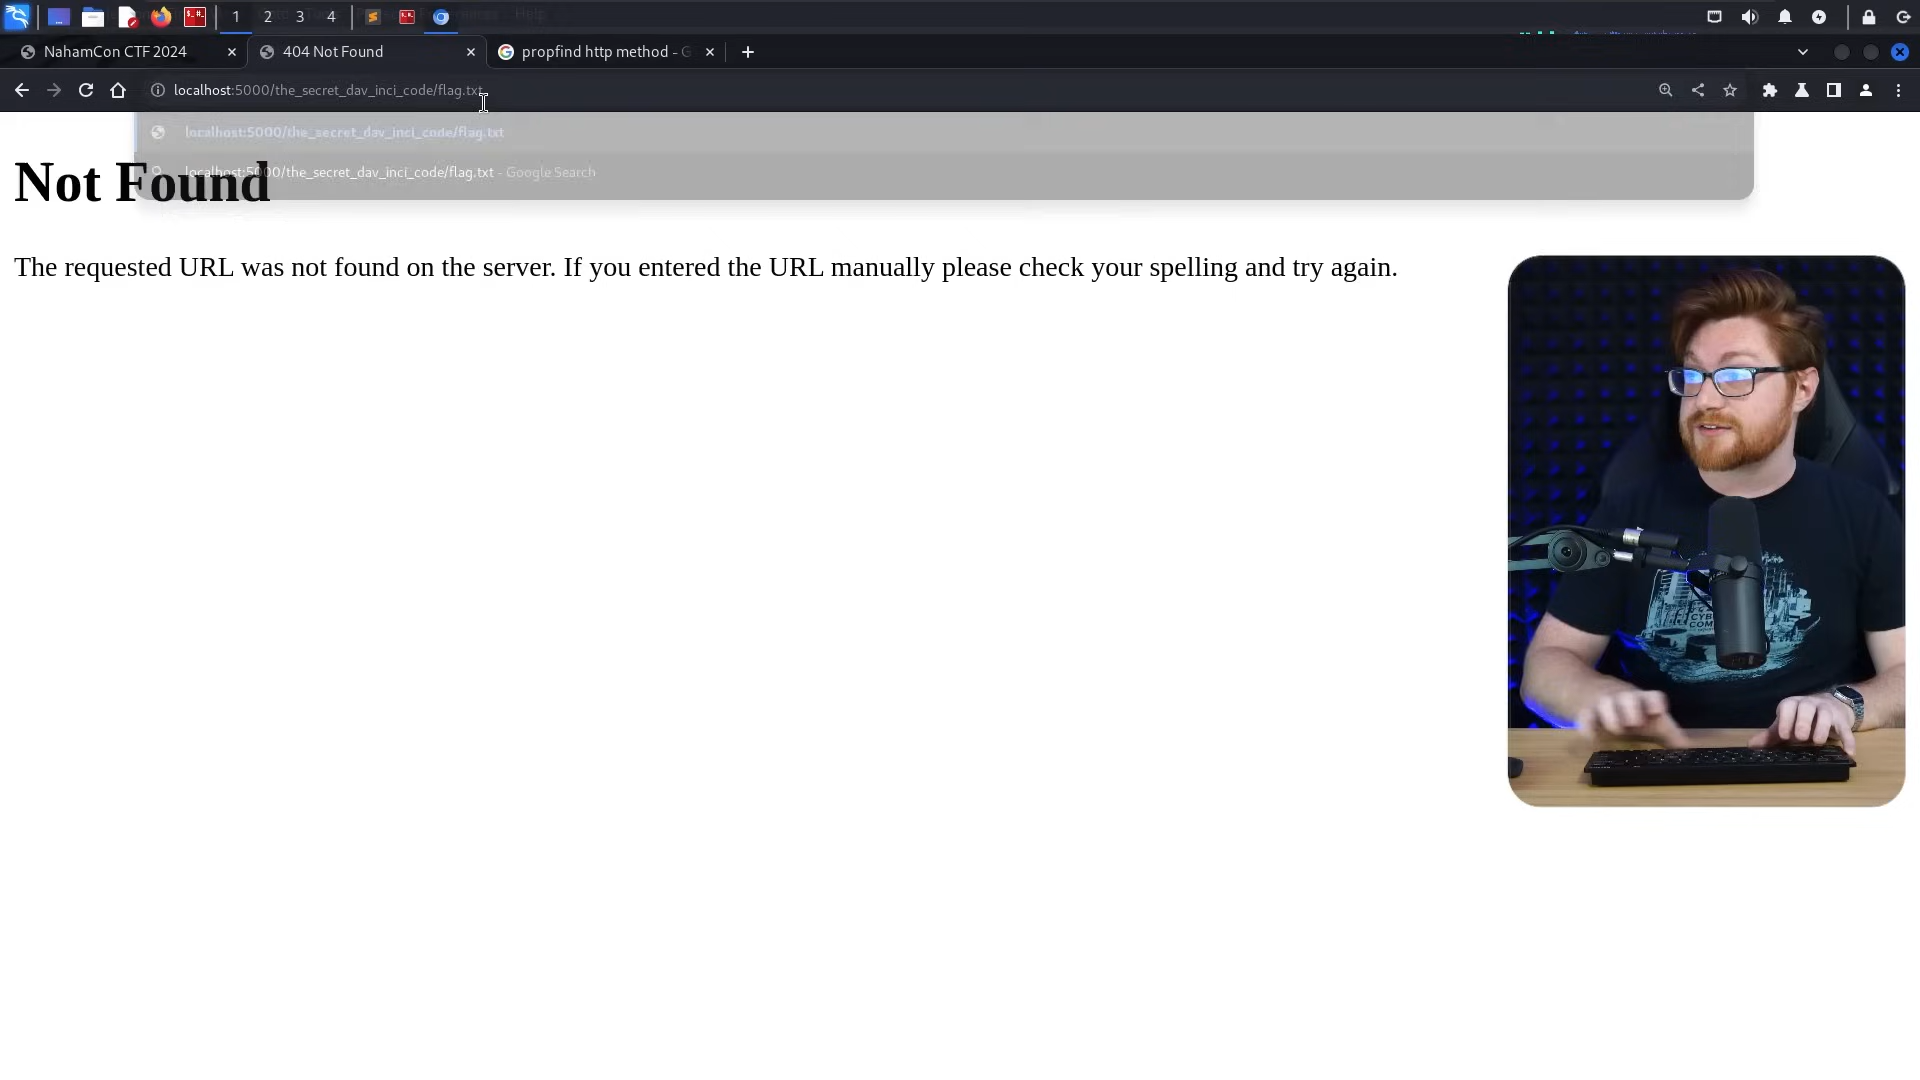 1 2 3 4
NahamCon CTF 2024
404 Not Found
propfind http method - G
localhost:5000/the_secret_dav_inci_code/flag.txt
localhost:5000/the_secret_dav_inci_code/flag.txt
localhost:5000/the_secret_dav_inci_code/flag.txt - Google Search
Not Found
The requested URL was not found on the server. If you entered the URL manually please check your spelling and try again.